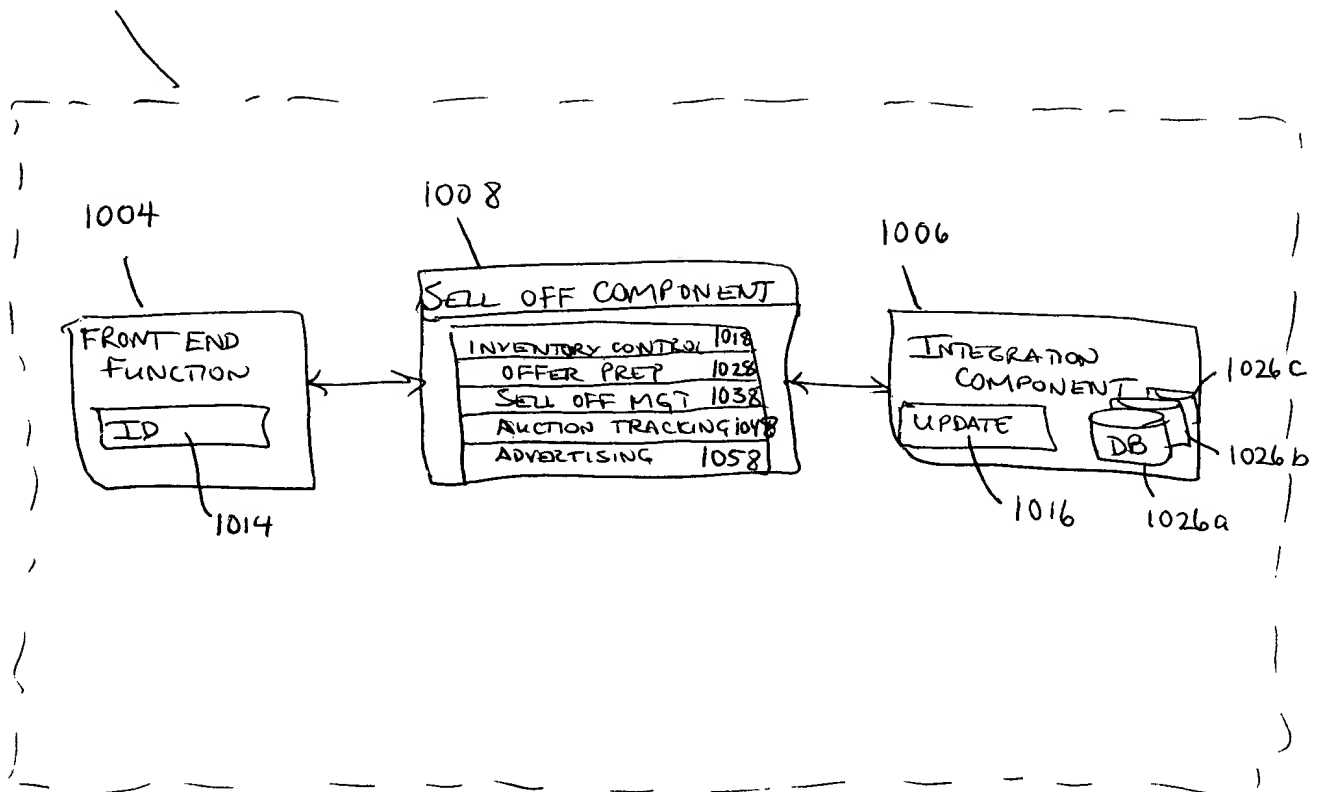 1004
1008
1006
FRONT END
FUNCTION
ID
1014
SELL OFF COMPONENT
INVENTORY CONTROL 1018
OFFER PREP 1028
SELL OFF MGT 1038
AUCTION TRACKING 1048
ADVERTISING 1058
INTEGRATION
COMPONENT
UPDATE
DB
1026c
1026b
1016
1026a